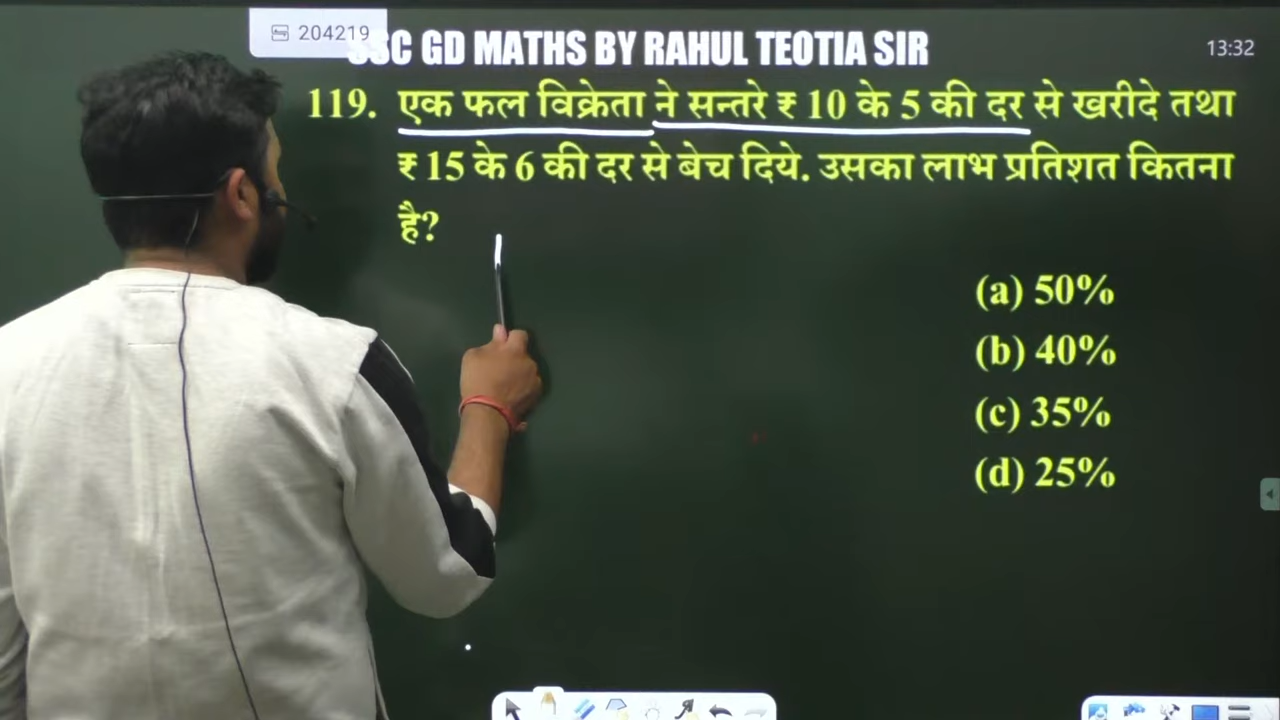 204219
SSC GD MATHS BY RAHUL TEOTIA SIR
13:32
119. एक फल विक्रेता ने सन्तरे ₹ 10 के 5 की दर से खरीदे तथा
₹ 15 के 6 की दर से बेच दिये. उसका लाभ प्रतिशत कितना
है?
(a) 50%
(b) 40%
(c) 35%
(d) 25%